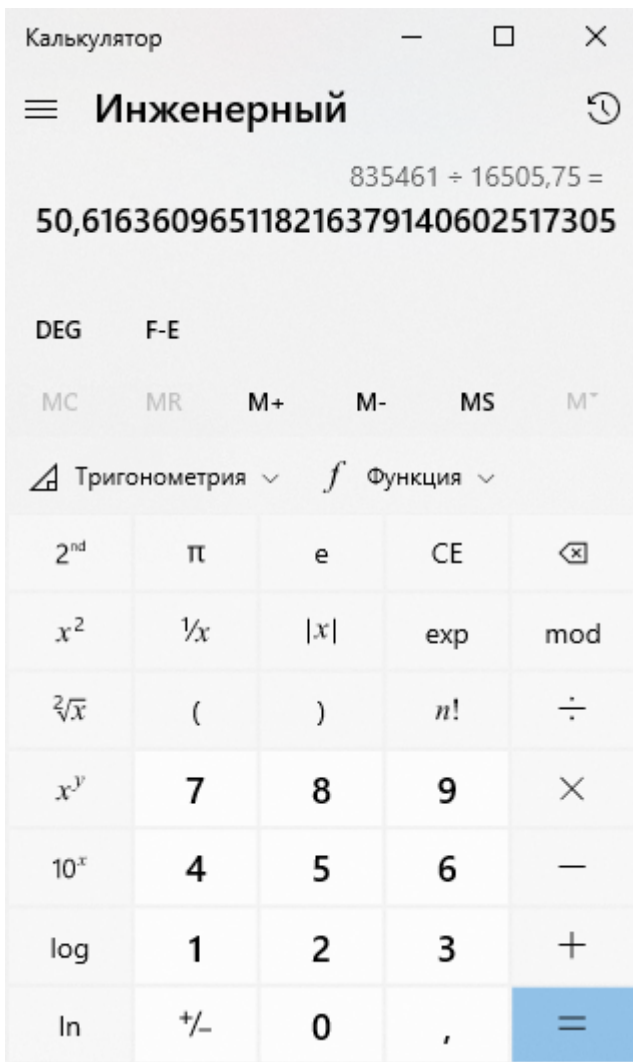 Калькулятор
Инженерный
835461 ÷ 16505,75 =
50,616360965118216379140602517305
DEG F-E
MC MR M+ M- MS M˅
Тригонометрия f Функция
2ⁿᵈ π e CE
x² ¹/x |x| exp mod
²√x ( ) n! ÷
xʸ 7 8 9 ×
10ˣ 4 5 6 −
log 1 2 3 +
ln +/− 0 , =